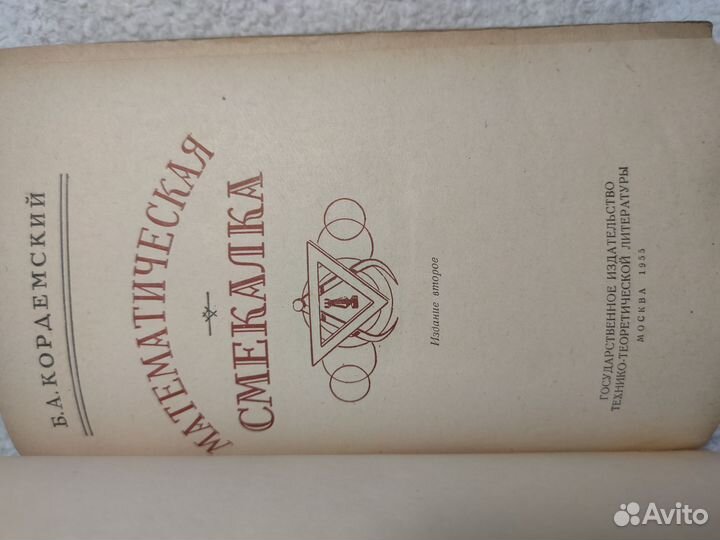 Б. А. КОРДЕМСКИЙ
МАТЕМАТИЧЕСКАЯ
СМЕКАЛКА
Издание второе
ГОСУДАРСТВЕННОЕ ИЗДАТЕЛЬСТВО
ТЕХНИКО-ТЕОРЕТИЧЕСКОЙ ЛИТЕРАТУРЫ
МОСКВА 1955
Avito